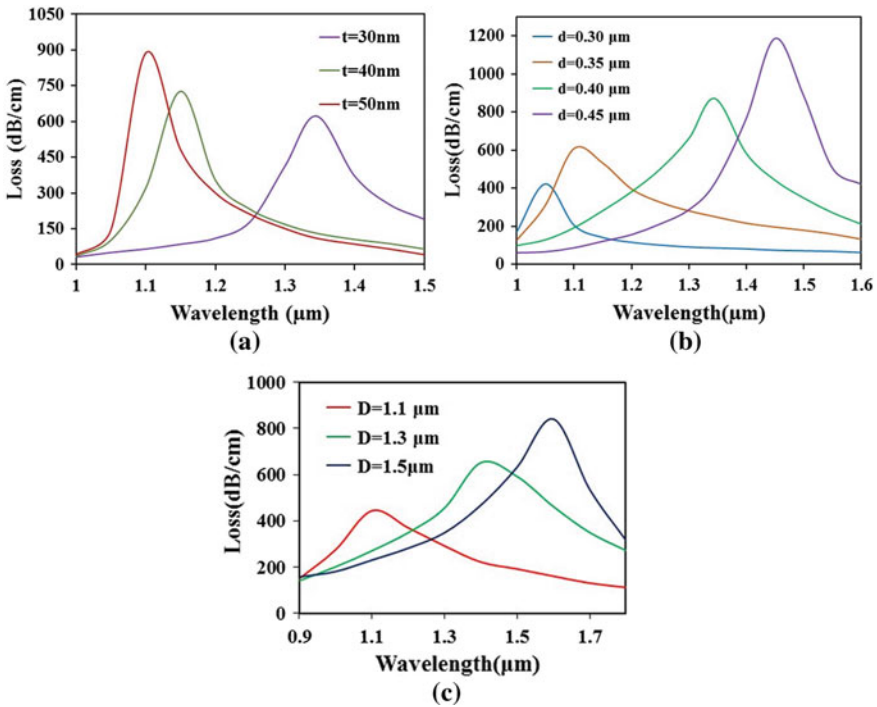 1050
900
750
600
450
300
150
0
Loss (dB/cm)
t=30nm
t=40nm
t=50nm
1 1.1 1.2 1.3 1.4 1.5
Wavelength (µm)
(a)
1200
1000
800
600
400
200
0
Loss(dB/cm)
d=0.30 µm
d=0.35 µm
d=0.40 µm
d=0.45 µm
1 1.1 1.2 1.3 1.4 1.5 1.6
Wavelength(µm)
(b)
1000
800
600
400
200
0
Loss(dB/cm)
D=1.1 µm
D=1.3 µm
D=1.5µm
0.9 1.1 1.3 1.5 1.7
Wavelength(µm)
(c)